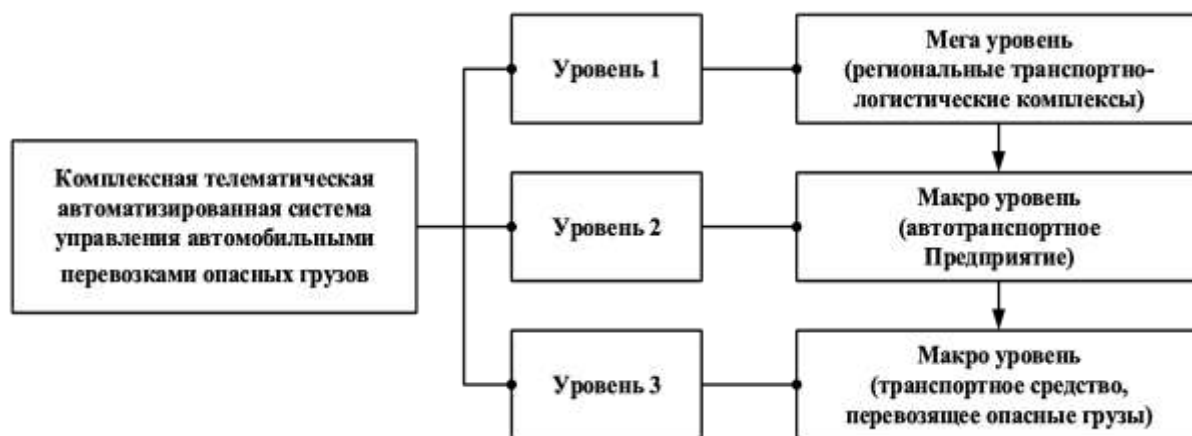 Комплексная телематическая
автоматизированная система
управления автомобильными
перевозками опасных грузов
Уровень 1
Мега уровень
(региональные транспортно-
логистические комплексы)
Уровень 2
Макро уровень
(автотранспортное
Предприятие)
Уровень 3
Макро уровень
(транспортное средство,
перевозящее опасные грузы)